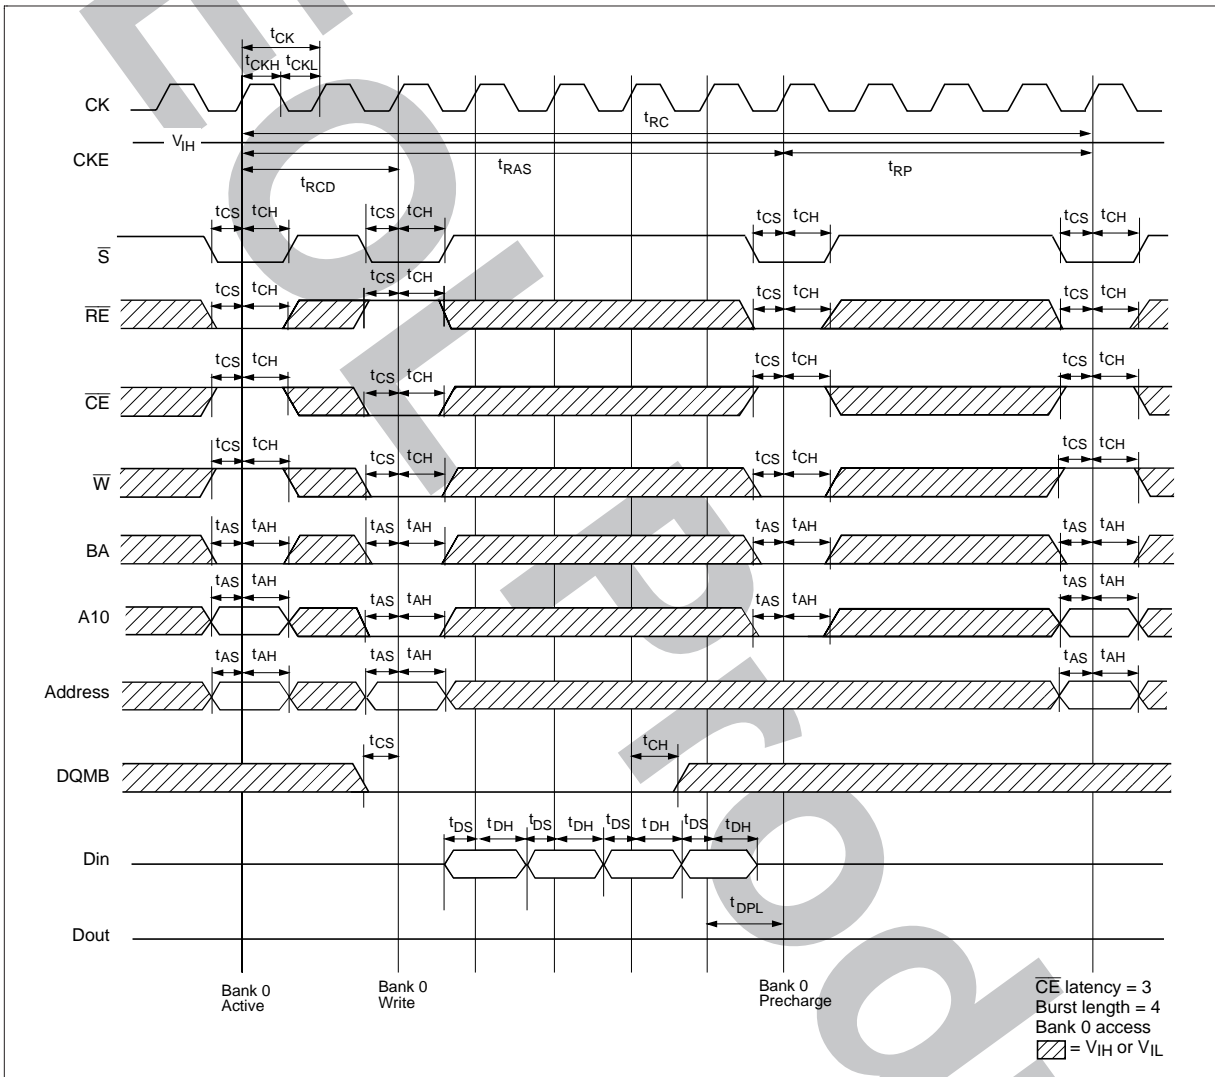 tCK
tCKH tCKL
CK
tRC
VIH
CKE
tRAS
tRP
tRCD
tCS tCH tCS tCH tCS tCH tCS tCH
S
tCS tCH tCS tCH tCS tCH tCS tCH
RE
tCS tCH tCS tCH tCS tCH tCS tCH
CE
tCS tCH tCS tCH tCS tCH tCS tCH
W
tAS tAH tAS tAH tAS tAH tAS tAH
BA
tAS tAH tAS tAH tAS tAH tAS tAH
A10
tAS tAH tAS tAH tAS tAH
Address
tCS tCH
DQMB
tDS tDH tDS tDH tDS tDH tDS tDH
Din
tDPL
Dout
Bank 0
Active
Bank 0
Write
Bank 0
Precharge
CE latency = 3
Burst length = 4
Bank 0 access
= VIH or VIL
EOL Prod